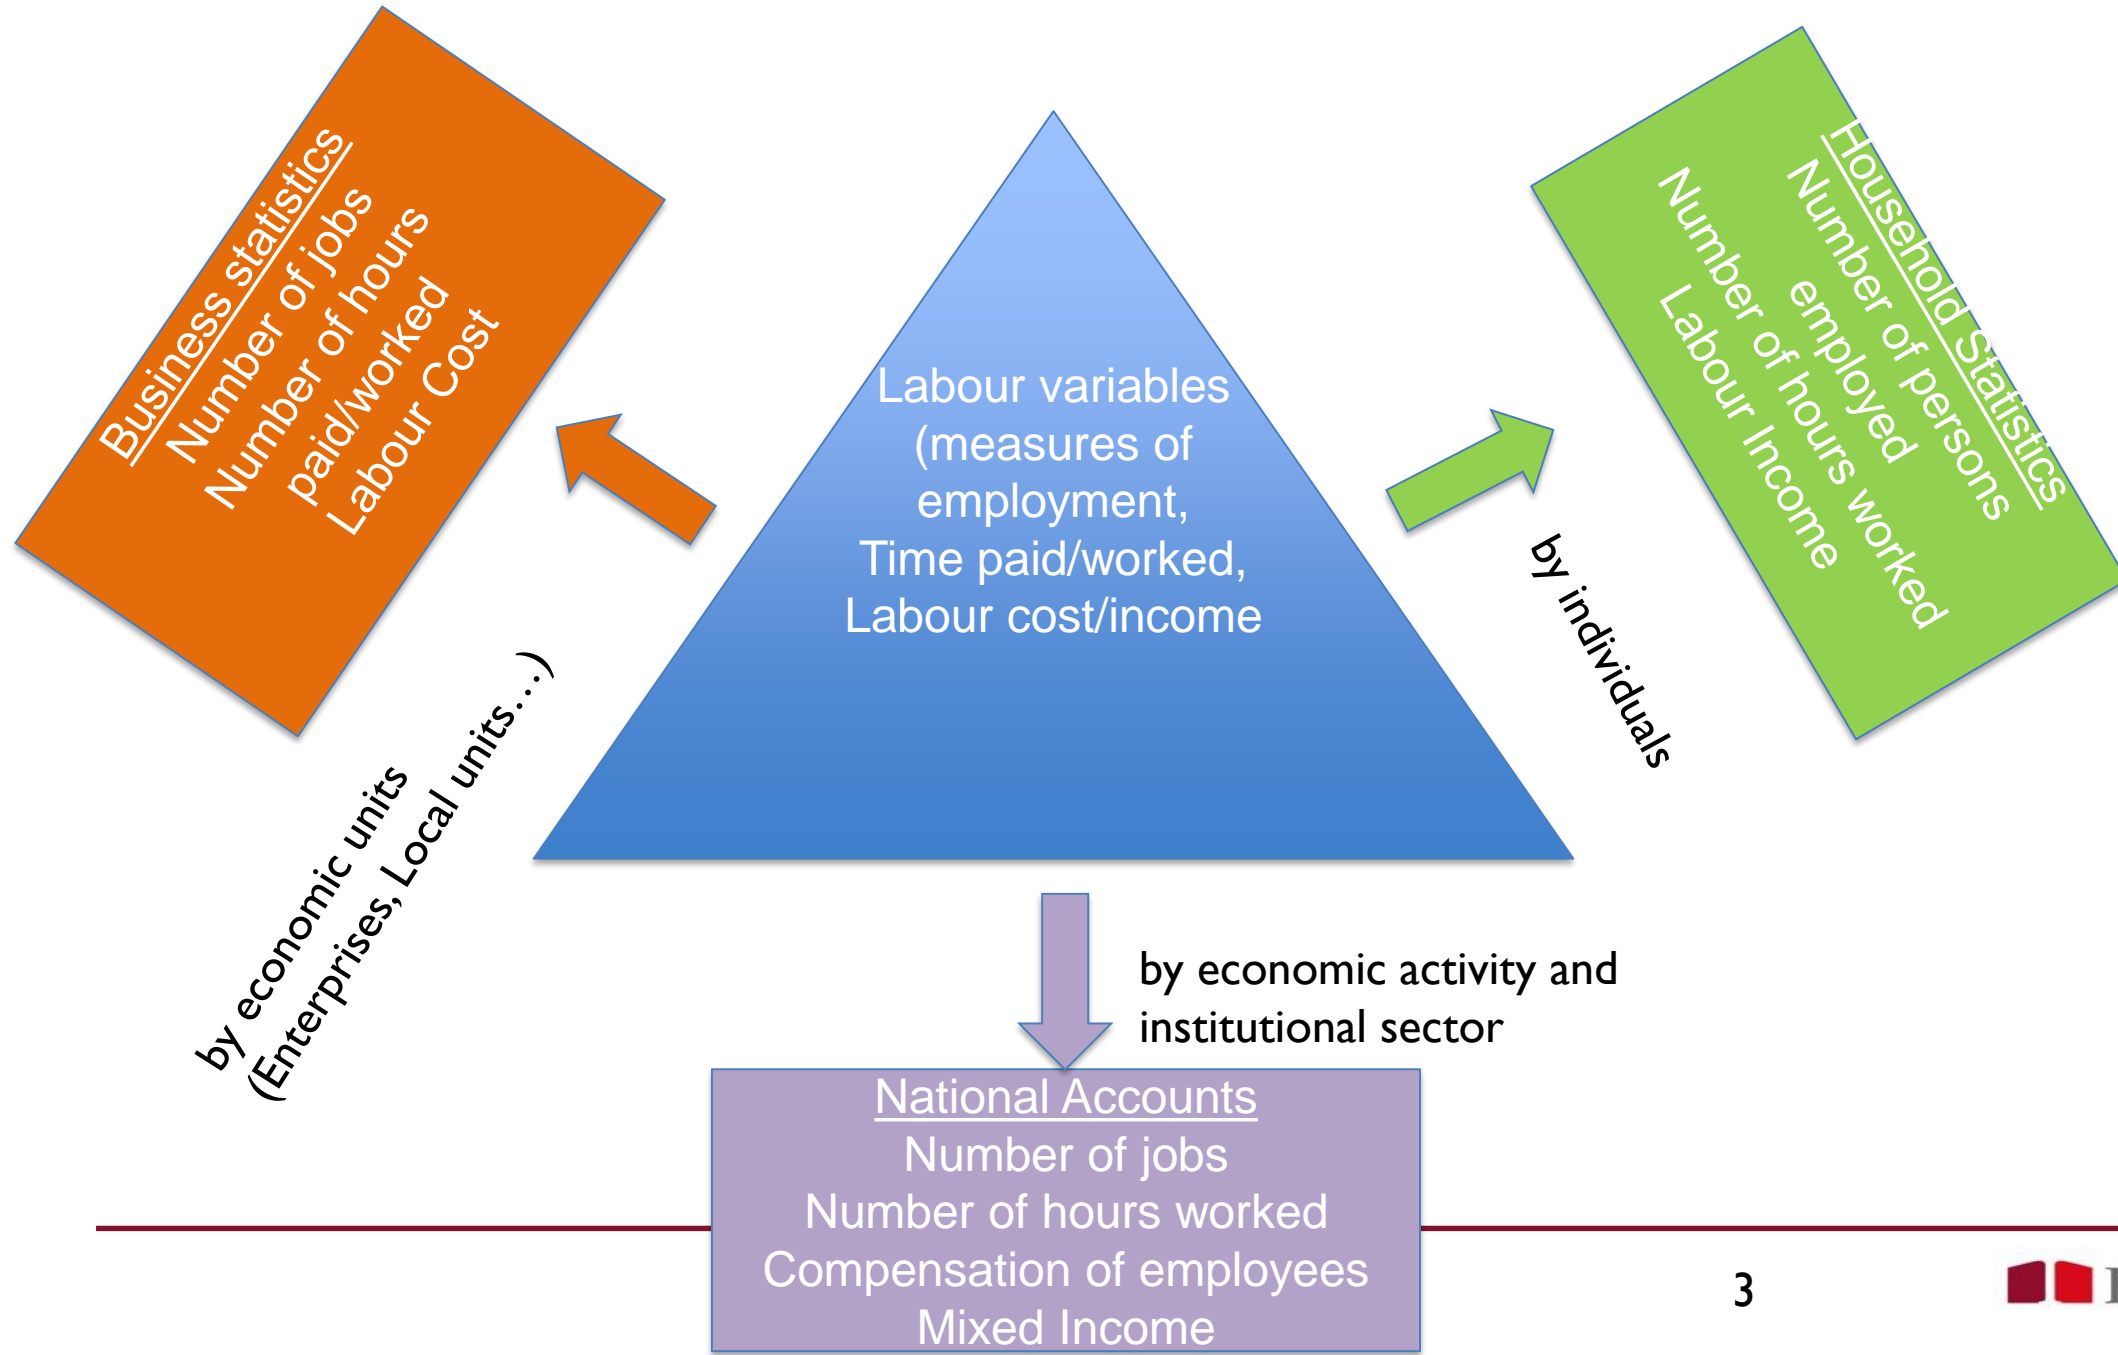 Business statistics
Number of jobs
Number of hours
paid/worked
Labour Cost
by economic units
(Enterprises, Local units....)
Labour variables
(measures of
employment,
Time paid/worked,
Labour cost/income
Household Statistics
Number of persons
employed
Number of hours worked
Labour Income
by individuals
by economic activity and
institutional sector
National Accounts
Number of jobs
Number of hours worked
Compensation of employees
Mixed Income
3